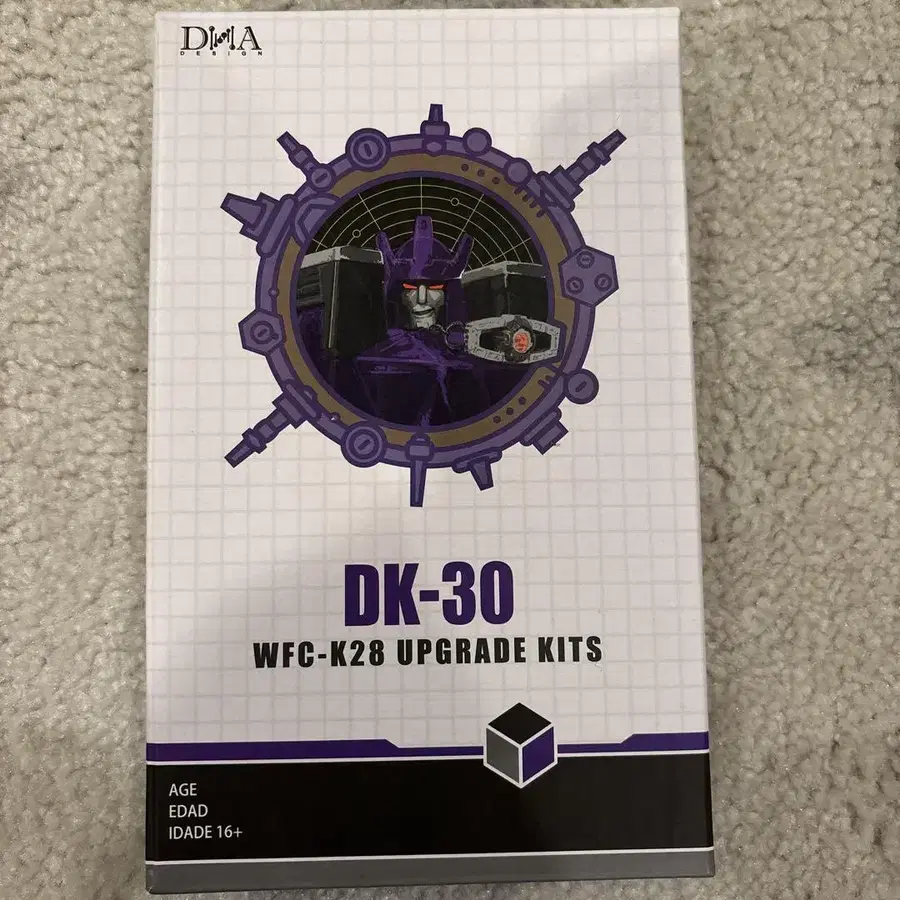 DNA
DESIGN
DK-30
WFC-K28 UPGRADE KITS
AGE
EDAD
IDADE 16+